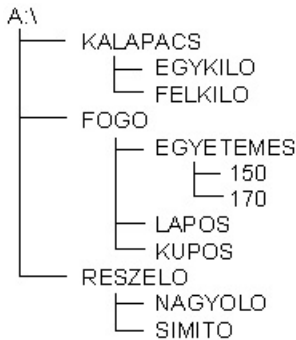 A:\
KALAPACS
EGYKILO
FELKILO
FOGO
EGYETEMES
150
170
LAPOS
KUPOS
RESZELO
NAGYOLO
SIMITO